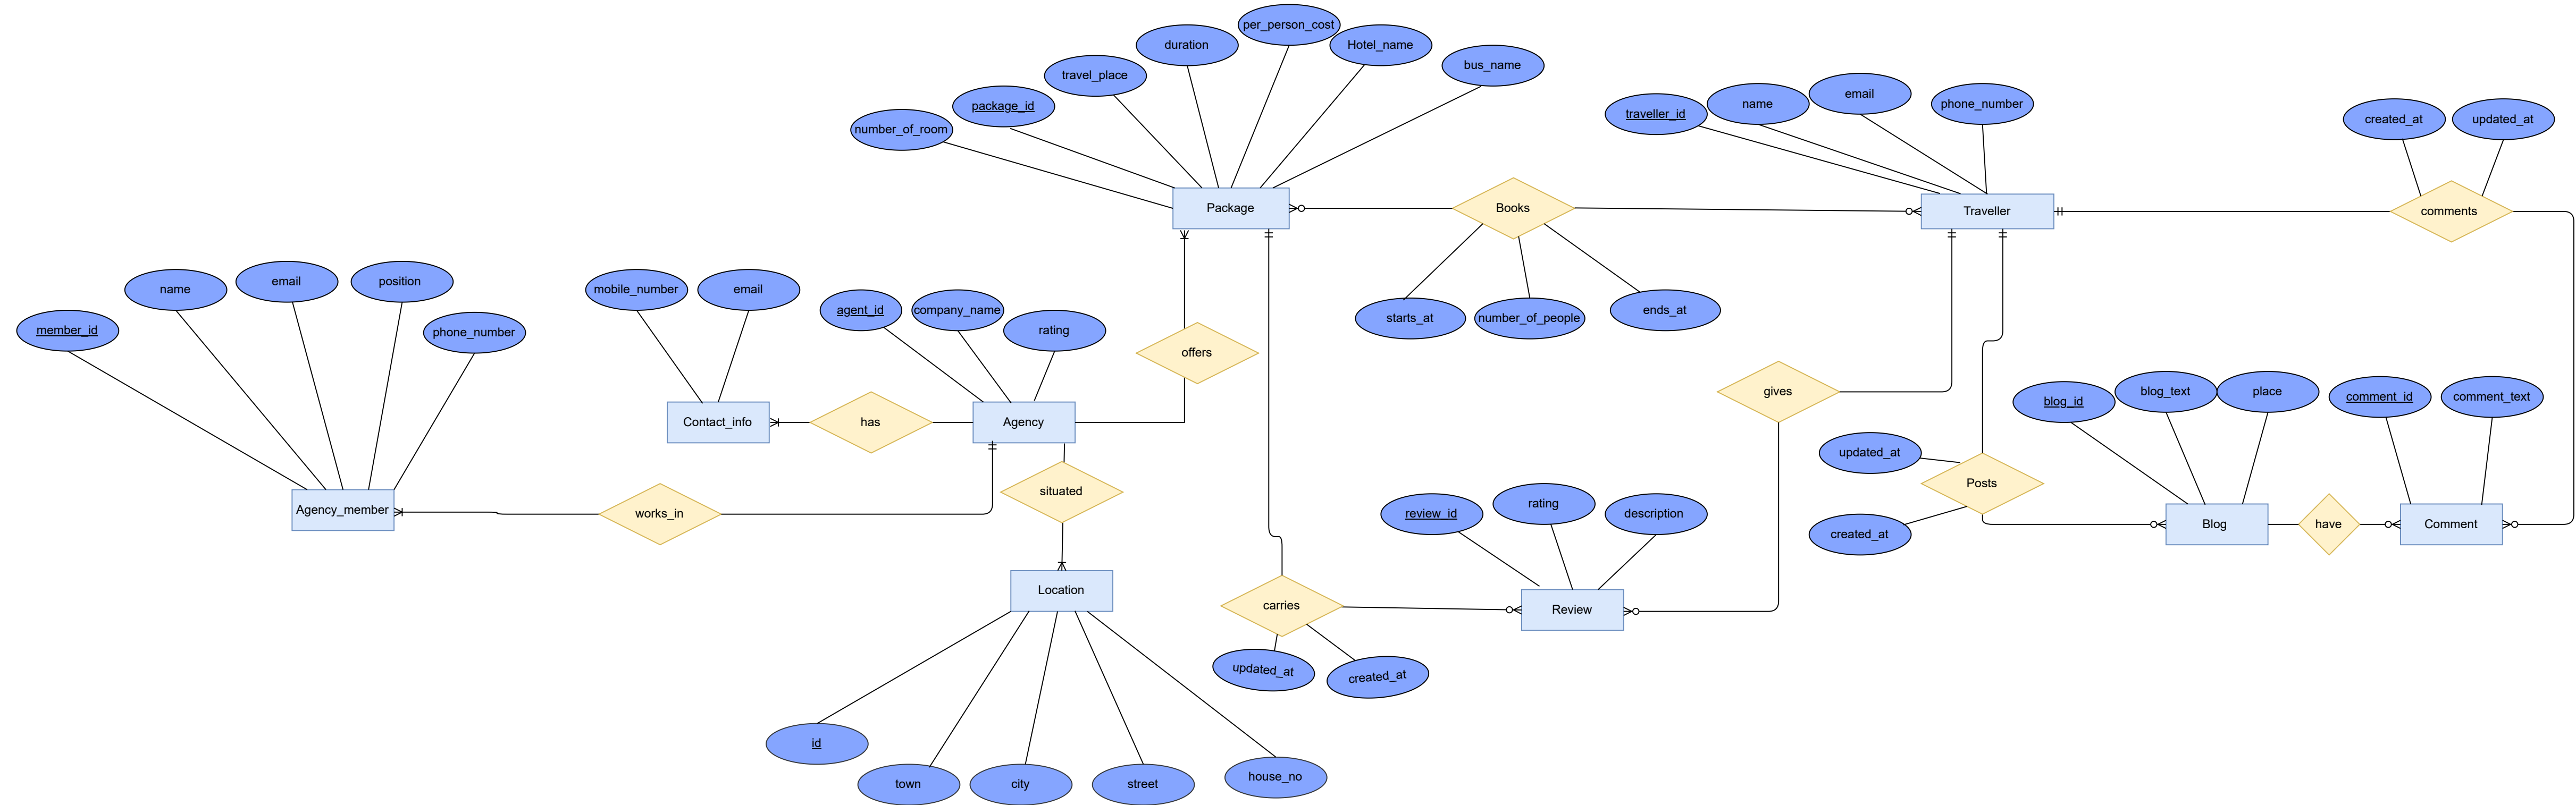 per_person_cost
duration
Hotel_name
bus_name
travel_place
package_id
number_of_room
traveller_id
name
email
phone_number
created_at
updated_at
Package
Books
Traveller
comments
starts_at
number_of_people
ends_at
member_id
name
email
position
phone_number
mobile_number
email
agent_id
company_name
rating
offers
Contact_info
has
Agency
gives
blog_id
blog_text
place
comment_id
comment_text
updated_at
Posts
created_at
Blog
have
Comment
Agency_member
works_in
situated
review_id
rating
description
Location
carries
Review
updated_at
created_at
id
town
city
street
house_no